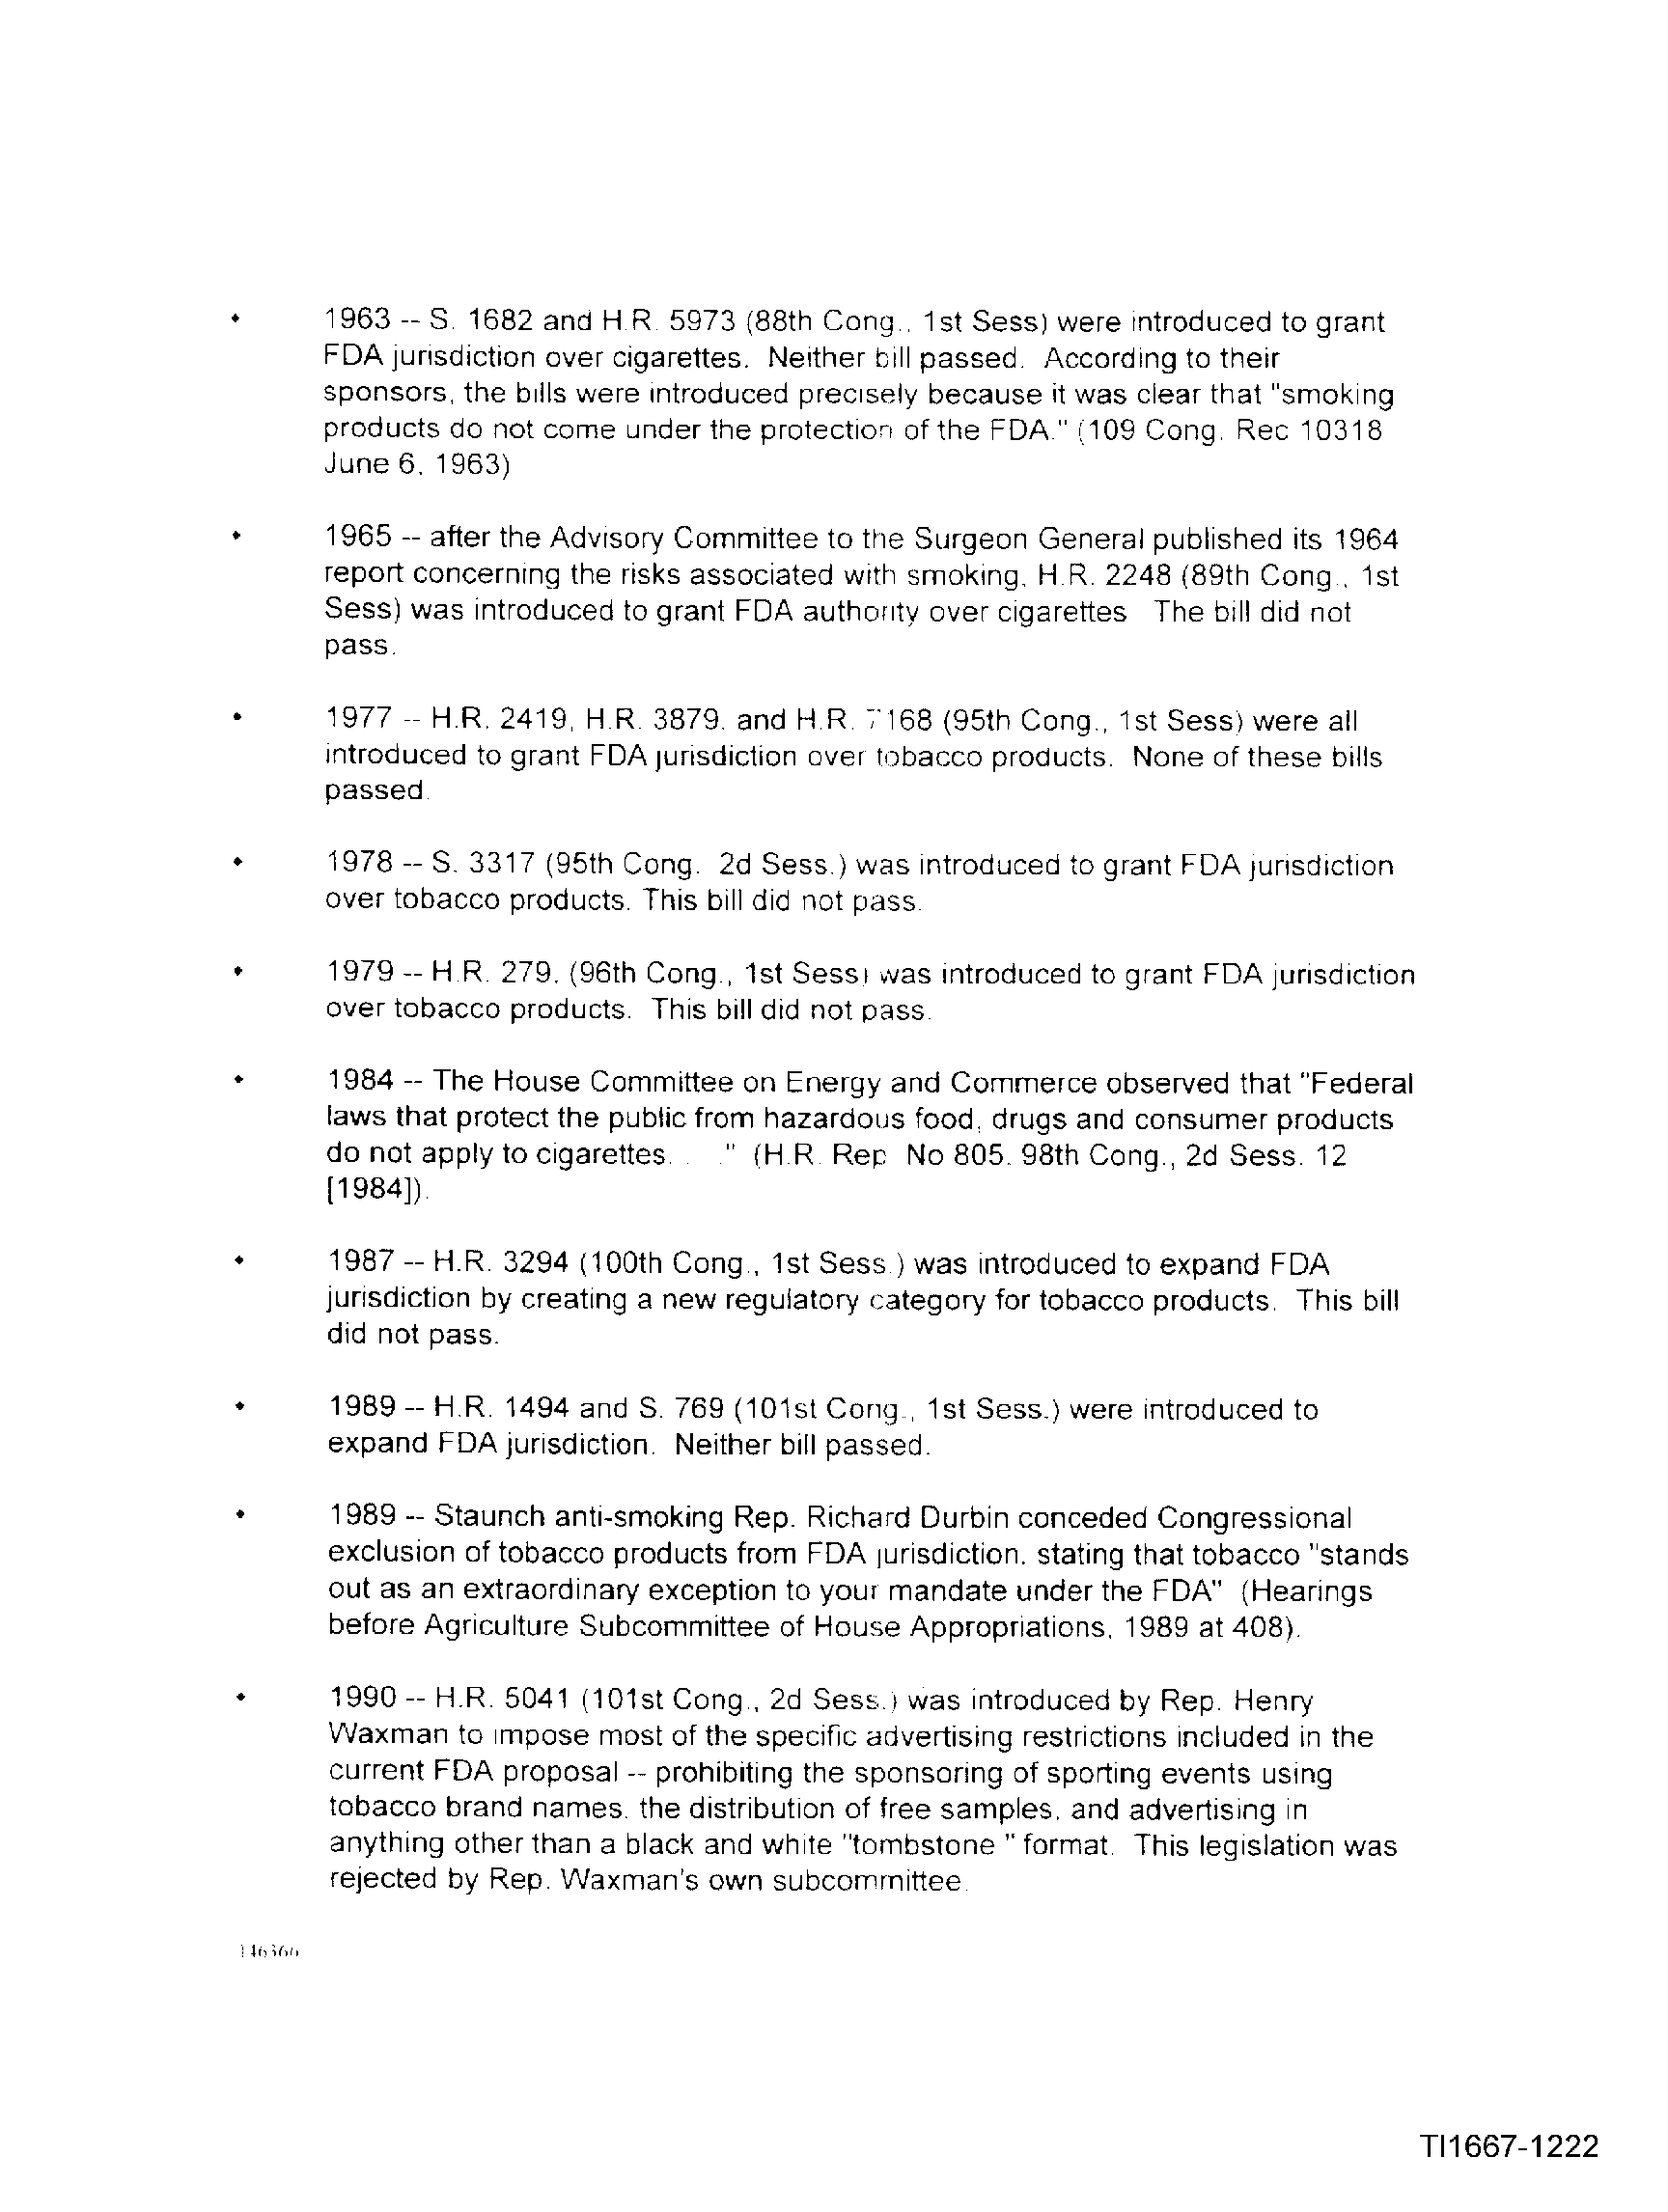 • 1963 -- S. 1682 and H.R. 5973 (88th Cong., 1st Sess) were introduced to grant
FDA jurisdiction over cigarettes. Neither bill passed. According to their
sponsors, the bills were introduced precisely because it was clear that "smoking
products do not come under the protection of the FDA." (109 Cong. Rec 10318
June 6, 1963)
• 1965 -- after the Advisory Committee to the Surgeon General published its 1964
report concerning the risks associated with smoking, H.R. 2248 (89th Cong., 1st
Sess) was introduced to grant FDA authority over cigarettes The bill did not
pass.
• 1977 -- H.R. 2419, H.R. 3879, and H.R. 7168 (95th Cong., 1st Sess) were all
introduced to grant FDA jurisdiction over tobacco products. None of these bills
passed.
• 1978 -- S. 3317 (95th Cong. 2d Sess.) was introduced to grant FDA jurisdiction
over tobacco products. This bill did not pass.
• 1979 -- H.R. 279, (96th Cong., 1st Sess) was introduced to grant FDA jurisdiction
over tobacco products. This bill did not pass.
• 1984 -- The House Committee on Energy and Commerce observed that "Federal
laws that protect the public from hazardous food, drugs and consumer products
do not apply to cigarettes. . ." (H.R. Rep No 805, 98th Cong., 2d Sess. 12
[1984]).
• 1987 -- H.R. 3294 (100th Cong., 1st Sess.) was introduced to expand FDA
jurisdiction by creating a new regulatory category for tobacco products. This bill
did not pass.
• 1989 -- H.R. 1494 and S. 769 (101st Cong., 1st Sess.) were introduced to
expand FDA jurisdiction. Neither bill passed.
• 1989 -- Staunch anti-smoking Rep. Richard Durbin conceded Congressional
exclusion of tobacco products from FDA jurisdiction, stating that tobacco "stands
out as an extraordinary exception to your mandate under the FDA" (Hearings
before Agriculture Subcommittee of House Appropriations, 1989 at 408).
• 1990 -- H.R. 5041 (101st Cong., 2d Sess.) was introduced by Rep. Henry
Waxman to impose most of the specific advertising restrictions included in the
current FDA proposal -- prohibiting the sponsoring of sporting events using
tobacco brand names, the distribution of free samples, and advertising in
anything other than a black and white "tombstone " format. This legislation was
rejected by Rep. Waxman's own subcommittee.
146366
TI1667-1222